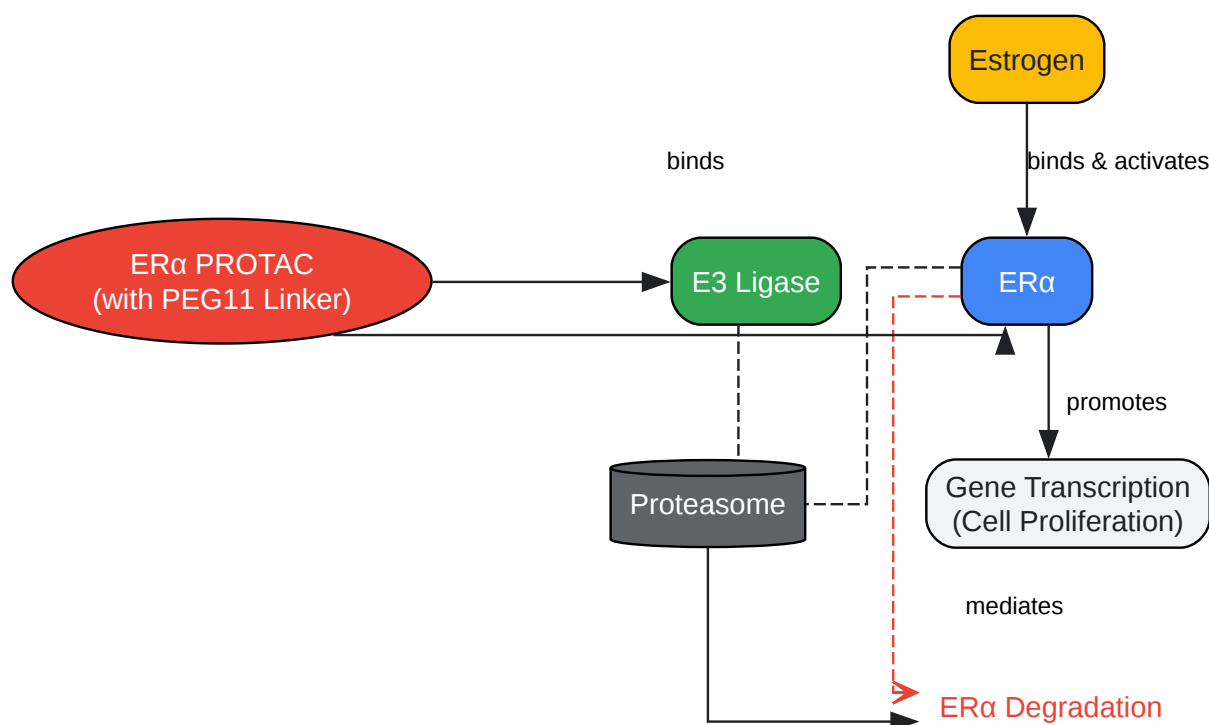 Estrogen
binds
binds & activates
ERα PROTAC
(with PEG11 Linker)
E3 Ligase
ERα
promotes
Proteasome
Gene Transcription
(Cell Proliferation)
mediates
ERα Degradation